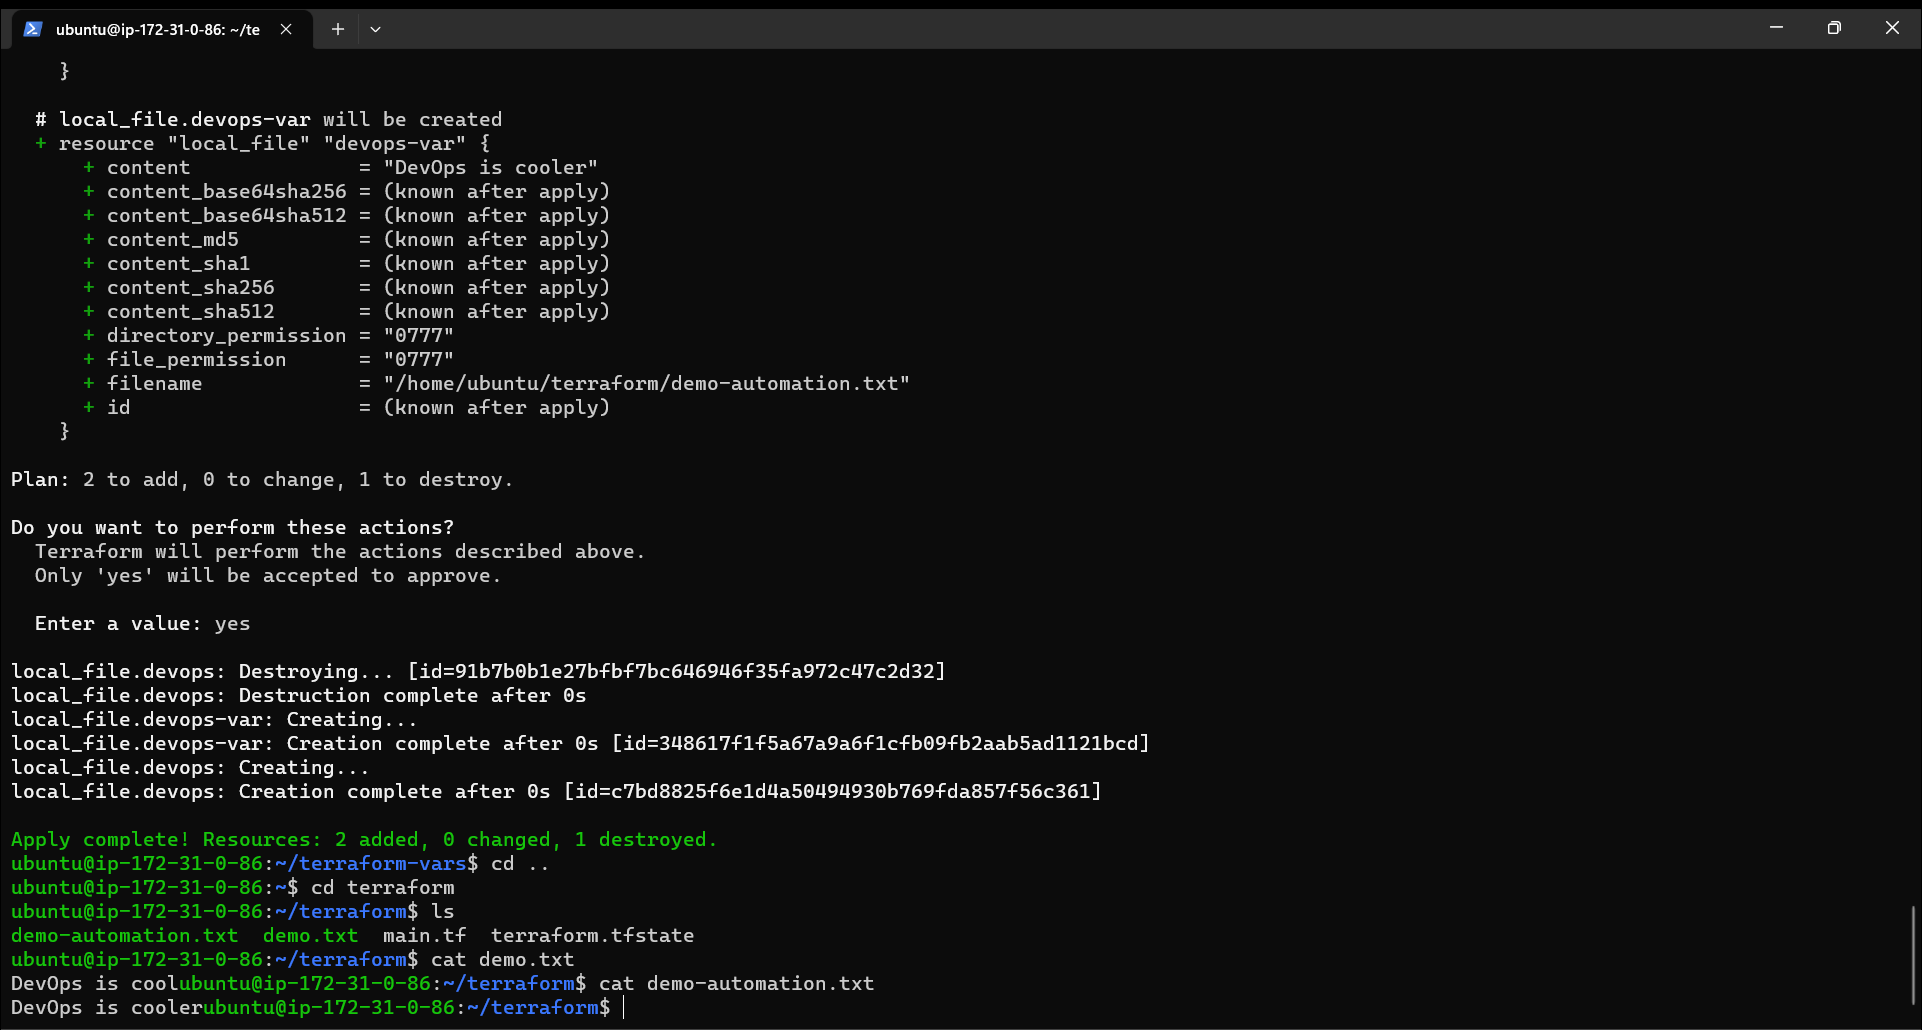 ubuntu@ip-172-31-0-86: ~/te
}
# local_file.devops-var will be created
+ resource "local_file" "devops-var" {
+ content = "DevOps is cooler"
+ content_base64sha256 = (known after apply)
+ content_base64sha512 = (known after apply)
+ content_md5 = (known after apply)
+ content_sha1 = (known after apply)
+ content_sha256 = (known after apply)
+ content_sha512 = (known after apply)
+ directory_permission = "0777"
+ file_permission = "0777"
+ filename = "/home/ubuntu/terraform/demo-automation.txt"
+ id = (known after apply)
}
Plan: 2 to add, 0 to change, 1 to destroy.
Do you want to perform these actions?
Terraform will perform the actions described above.
Only 'yes' will be accepted to approve.
Enter a value: yes
local_file.devops: Destroying... [id=91b7b0b1e27bfbf7bc646946f35fa972c47c2d32]
local_file.devops: Destruction complete after 0s
local_file.devops-var: Creating...
local_file.devops-var: Creation complete after 0s [id=348617f1f5a67a9a6f1cfb09fb2aab5ad1121bcd]
local_file.devops: Creating...
local_file.devops: Creation complete after 0s [id=c7bd8825f6e1d4a50494930b769fda857f56c361]
Apply complete! Resources: 2 added, 0 changed, 1 destroyed.
ubuntu@ip-172-31-0-86:~/terraform-vars$ cd ..
ubuntu@ip-172-31-0-86:~$ cd terraform
ubuntu@ip-172-31-0-86:~/terraform$ ls
demo-automation.txt demo.txt main.tf terraform.tfstate
ubuntu@ip-172-31-0-86:~/terraform$ cat demo.txt
DevOps is coolubuntu@ip-172-31-0-86:~/terraform$ cat demo-automation.txt
DevOps is coolerubuntu@ip-172-31-0-86:~/terraform$